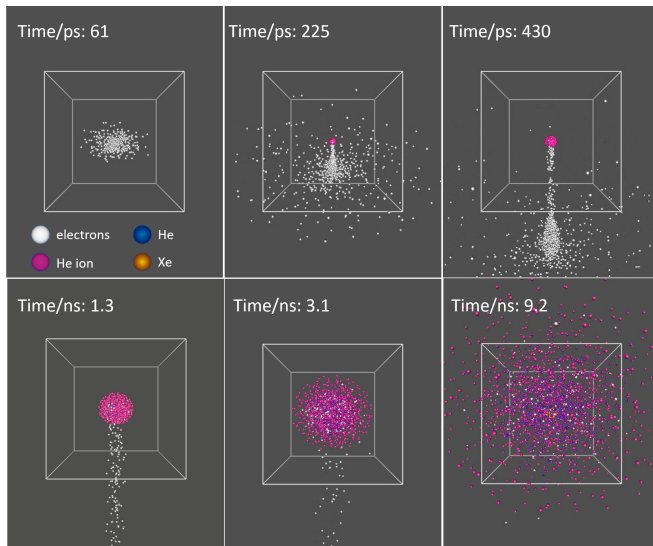 Time/ps: 61
Time/ps: 225
Time/ps: 430
electrons
He
He ion
Xe
Time/ns: 1.3
Time/ns: 3.1
Time/ns: 9.2